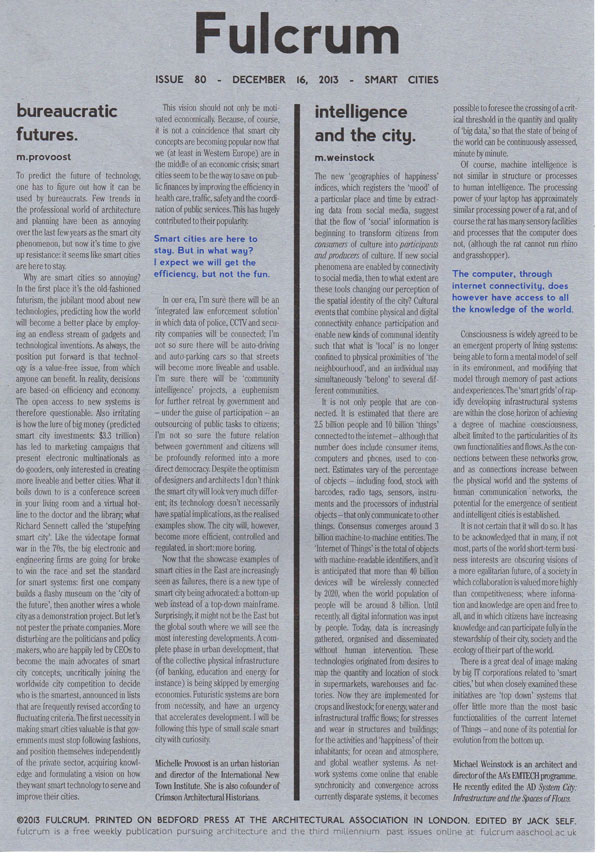 Fulcrum
ISSUE 80 - DECEMBER 16, 2013 - SMART CITIES
bureaucratic
futures.
m.provoost
To predict the future of technology,
one has to figure out how it can be
used by bureaucrats. Few trends in
the professional world of architecture
and planning have been as annoying
over the last few years as the smart city
phenomenon, but now it's time to give
up resistance: it seems like smart cities
are here to stay.
Why are smart cities so annoying?
In the first place it's the old-fashioned
futurism, the jubilant mood about new
technologies, predicting how the world
will become a better place by employ-
ing an endless stream of gadgets and
technological inventions. As always, the
position put forward is that technol-
ogy is a value-free issue, from which
anyone can benefit. In reality, decisions
are based on efficiency and economy.
The open access to new systems is
therefore questionable. Also irritating
is how the lure of big money (predicted
smart city investments: $3.3 trillion)
has led to marketing campaigns that
present electronic multinationals as
do-gooders, only interested in creating
more liveable and better cities. What it
boils down to is a conference screen
in your living room and a virtual hot-
line to the doctor and the library; what
Richard Sennett called the 'stupefying
smart city'. Like the videotape format
war in the 70s, the big electronic and
engineering firms are going for broke
to win the race and set the standard
for smart systems: first one company
builds a flashy museum on the 'city of
the future', then another wires a whole
city as a demonstration project. But let's
not pester the private companies. More
disturbing are the politicians and policy
makers, who are happily led by CEOs to
become the main advocates of smart
city concepts; uncritically joining the
worldwide city competition to decide
who is the smartest, announced in lists
that are frequently revised according to
fluctuating criteria. The first necessity in
making smart cities valuable is that gov-
ernments must stop following fashions,
and position themselves independently
of the private sector, acquiring knowl-
edge and formulating a vision on how
they want smart technology to serve and
improve their cities.
This vision should not only be moti-
vated economically. Because, of course,
it is not a coincidence that smart city
concepts are becoming popular now that
we (at least in Western Europe) are in
the middle of an economic crisis; smart
cities seem to be the way to save on pub-
lic finances by improving the efficiency in
health care, traffic, safety and the coordi-
nation of public services. This has hugely
contributed to their popularity.
Smart cities are here to
stay. But in what way?
I expect we will get the
efficiency, but not the fun.
In our era, I'm sure there will be an
'integrated law enforcement solution'
in which data of police, CCTV and secu-
rity companies will be connected; I'm
not so sure there will be auto-driving
and auto-parking cars so that streets
will become more liveable and usable.
I'm sure there will be 'community
intelligence' projects, a euphemism
for further retreat by government and
– under the guise of participation – an
outsourcing of public tasks to citizens;
I'm not so sure the future relation
between government and citizens will
be profoundly reformed into a more
direct democracy. Despite the optimism
of designers and architects I don't think
the smart city will look very much differ-
ent; its technology doesn't necessarily
have spatial implications, as the realised
examples show. The city will, however,
become more efficient, controlled and
regulated, in short: more boring.
Now that the showcase examples of
smart cities in the East are increasingly
seen as failures, there is a new type of
smart city being advocated: a bottom-up
web instead of a top-down mainframe.
Surprisingly, it might not be the East but
the global south where we will see the
most interesting developments. A com-
plete phase in urban development, that
of the collective physical infrastructure
(of banking, education and energy for
instance) is being skipped by emerging
economies. Futuristic systems are born
from necessity, and have an urgency
that accelerates development. I will be
following this type of small scale smart
city with curiosity.
Michelle Provoost is an urban historian
and director of the International New
Town Institute. She is also cofounder of
Crimson Architectural Historians.
intelligence
and the city.
m.weinstock
The new 'geographies of happiness'
indices, which registers the 'mood' of
a particular place and time by extract-
ing data from social media, suggest
that the flow of 'social' information is
beginning to transform citizens from
consumers of culture into participants
and producers of culture. If new social
phenomena are enabled by connectivity
to social media, then to what extent are
these tools changing our perception of
the spatial identity of the city? Cultural
events that combine physical and digital
connectivity enhance participation and
enable new kinds of communal identity
such that what is 'local' is no longer
confined to physical proximities of 'the
neighbourhood', and an individual may
simultaneously 'belong' to several dif-
ferent communities.
It is not only people that are con-
nected. It is estimated that there are
2.5 billion people and 10 billion 'things'
connected to the internet – although that
number does include consumer items,
computers and phones, used to con-
nect. Estimates vary of the percentage
of objects – including food, stock with
barcodes, radio tags, sensors, instru-
ments and the processors of industrial
objects – that only communicate to other
things. Consensus converges around 3
billion machine-to-machine entities. The
'Internet of Things' is the total of objects
with machine-readable identifiers, and it
is anticipated that more than 40 billion
devices will be wirelessly connected
by 2020, when the world population of
people will be around 8 billion. Until
recently, all digital information was input
by people. Today, data is increasingly
gathered, organised and disseminated
without human intervention. These
technologies originated from desires to
map the quantity and location of stock
in supermarkets, warehouses and fac-
tories. Now they are implemented for
crops and livestock; for energy, water and
infrastructural traffic flows; for stresses
and wear in structures and buildings;
for the activities and 'happiness' of their
inhabitants; for ocean and atmosphere,
and global weather systems. As net-
work systems come online that enable
synchronicity and convergence across
currently disparate systems, it becomes
possible to foresee the crossing of a crit-
ical threshold in the quantity and quality
of 'big data,' so that the state of being of
the world can be continuously assessed,
minute by minute.
Of course, machine intelligence is
not similar in structure or processes
to human intelligence. The processing
power of your laptop has approximately
similar processing power of a rat, and of
course the rat has many sensory facilities
and processes that the computer does
not, (although the rat cannot run rhino
and grasshopper).
The computer, through
internet connectivity, does
however have access to all
the knowledge of the world.
Consciousness is widely agreed to be
an emergent property of living systems:
being able to form a mental model of self
in its environment, and modifying that
model through memory of past actions
and experiences. The 'smart grids' of rap-
idly developing infrastructural systems
are within the close horizon of achieving
a degree of machine consciousness,
albeit limited to the particularities of its
own functionalities and flows. As the con-
nections between these networks grow,
and as connections increase between
the physical world and the systems of
human communication networks, the
potential for the emergence of sentient
and intelligent cities is established.
It is not certain that it will do so. It has
to be acknowledged that in many, if not
most, parts of the world short-term busi-
ness interests are obscuring visions of
a more egalitarian future, of a society in
which collaboration is valued more highly
than competitiveness; where informa-
tion and knowledge are open and free to
all, and in which citizens have increasing
knowledge and can participate fully in the
stewardship of their city, society and the
ecology of their part of the world.
There is a great deal of image making
by big IT corporations related to 'smart
cities,' but when closely examined these
initiatives are 'top down' systems that
offer little more than the most basic
functionalities of the current Internet
of Things – and none of its potential for
evolution from the bottom up.
Michael Weinstock is an architect and
director of the AA's EMTECH programme.
He recently edited the AD System City:
Infrastructure and the Spaces of Flows.
©2013 FULCRUM. PRINTED ON BEDFORD PRESS AT THE ARCHITECTURAL ASSOCIATION IN LONDON. EDITED BY JACK SELF.
fulcrum is a free weekly publication pursuing architecture and the third millennium. past issues online at: fulcrum.aaschool.ac.uk